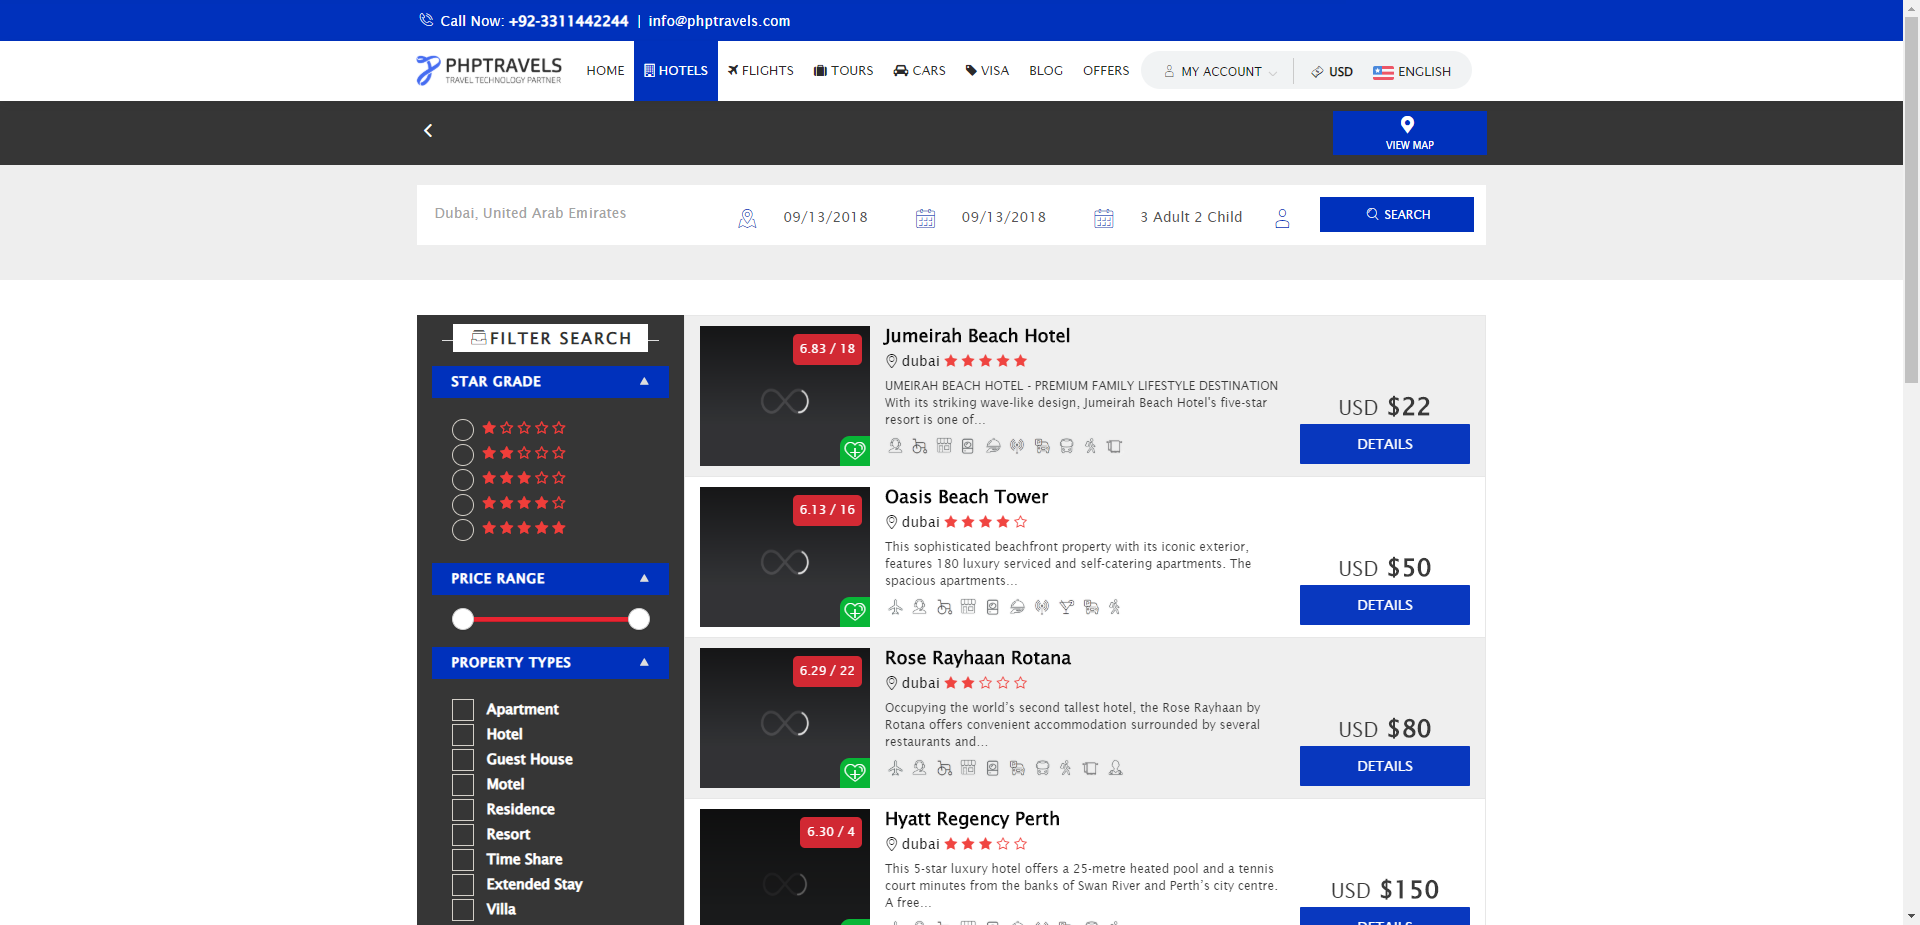 Call Now: +92-3311442244 | info@phptravels.com
PHPTRAVELS
TRAVEL TECHNOLOGY PARTNER
HOME HOTELS FLIGHTS TOURS CARS VISA BLOG OFFERS MY ACCOUNT USD ENGLISH
VIEW MAP
Dubai, United Arab Emirates 09/13/2018 09/13/2018 3 Adult 2 Child SEARCH
FILTER SEARCH
STAR GRADE
PRICE RANGE
PROPERTY TYPES
Apartment
Hotel
Guest House
Motel
Residence
Resort
Time Share
Extended Stay
Villa
6.83 / 18
Jumeirah Beach Hotel
dubai
UMEIRAH BEACH HOTEL - PREMIUM FAMILY LIFESTYLE DESTINATION
With its striking wave-like design, Jumeirah Beach Hotel's five-star
resort is one of...
USD $22
DETAILS
6.13 / 16
Oasis Beach Tower
dubai
This sophisticated beachfront property with its iconic exterior,
features 180 luxury serviced and self-catering apartments. The
spacious apartments...
USD $50
DETAILS
6.29 / 22
Rose Rayhaan Rotana
dubai
Occupying the world's second tallest hotel, the Rose Rayhaan by
Rotana offers convenient accommodation surrounded by several
restaurants and...
USD $80
DETAILS
6.30 / 4
Hyatt Regency Perth
dubai
This 5-star luxury hotel offers a 25-metre heated pool and a tennis
court minutes from the banks of Swan River and Perth's city centre.
A free...
USD $150
DETAILS